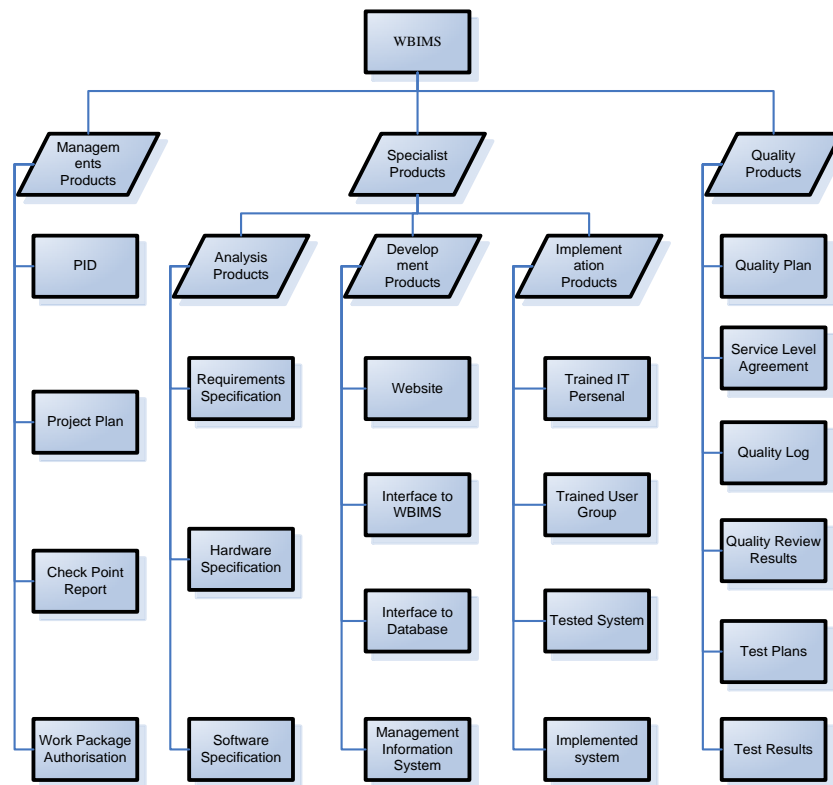 WBIMS
Managem
ents
Products
Specialist
Products
Quality
Products
PID
Analysis
Products
Develop
ment
Products
Implement
ation
Products
Quality Plan
Requirements
Specification
Website
Trained IT
Personal
Service Level
Agreement
Project Plan
Quality Log
Interface to
WBIMS
Trained User
Group
Hardware
Specification
Quality Review
Results
Check Point
Report
Interface to
Database
Tested System
Test Plans
Work Package
Authorisation
Software
Specification
Management
Information
System
Implemented
system
Test Results